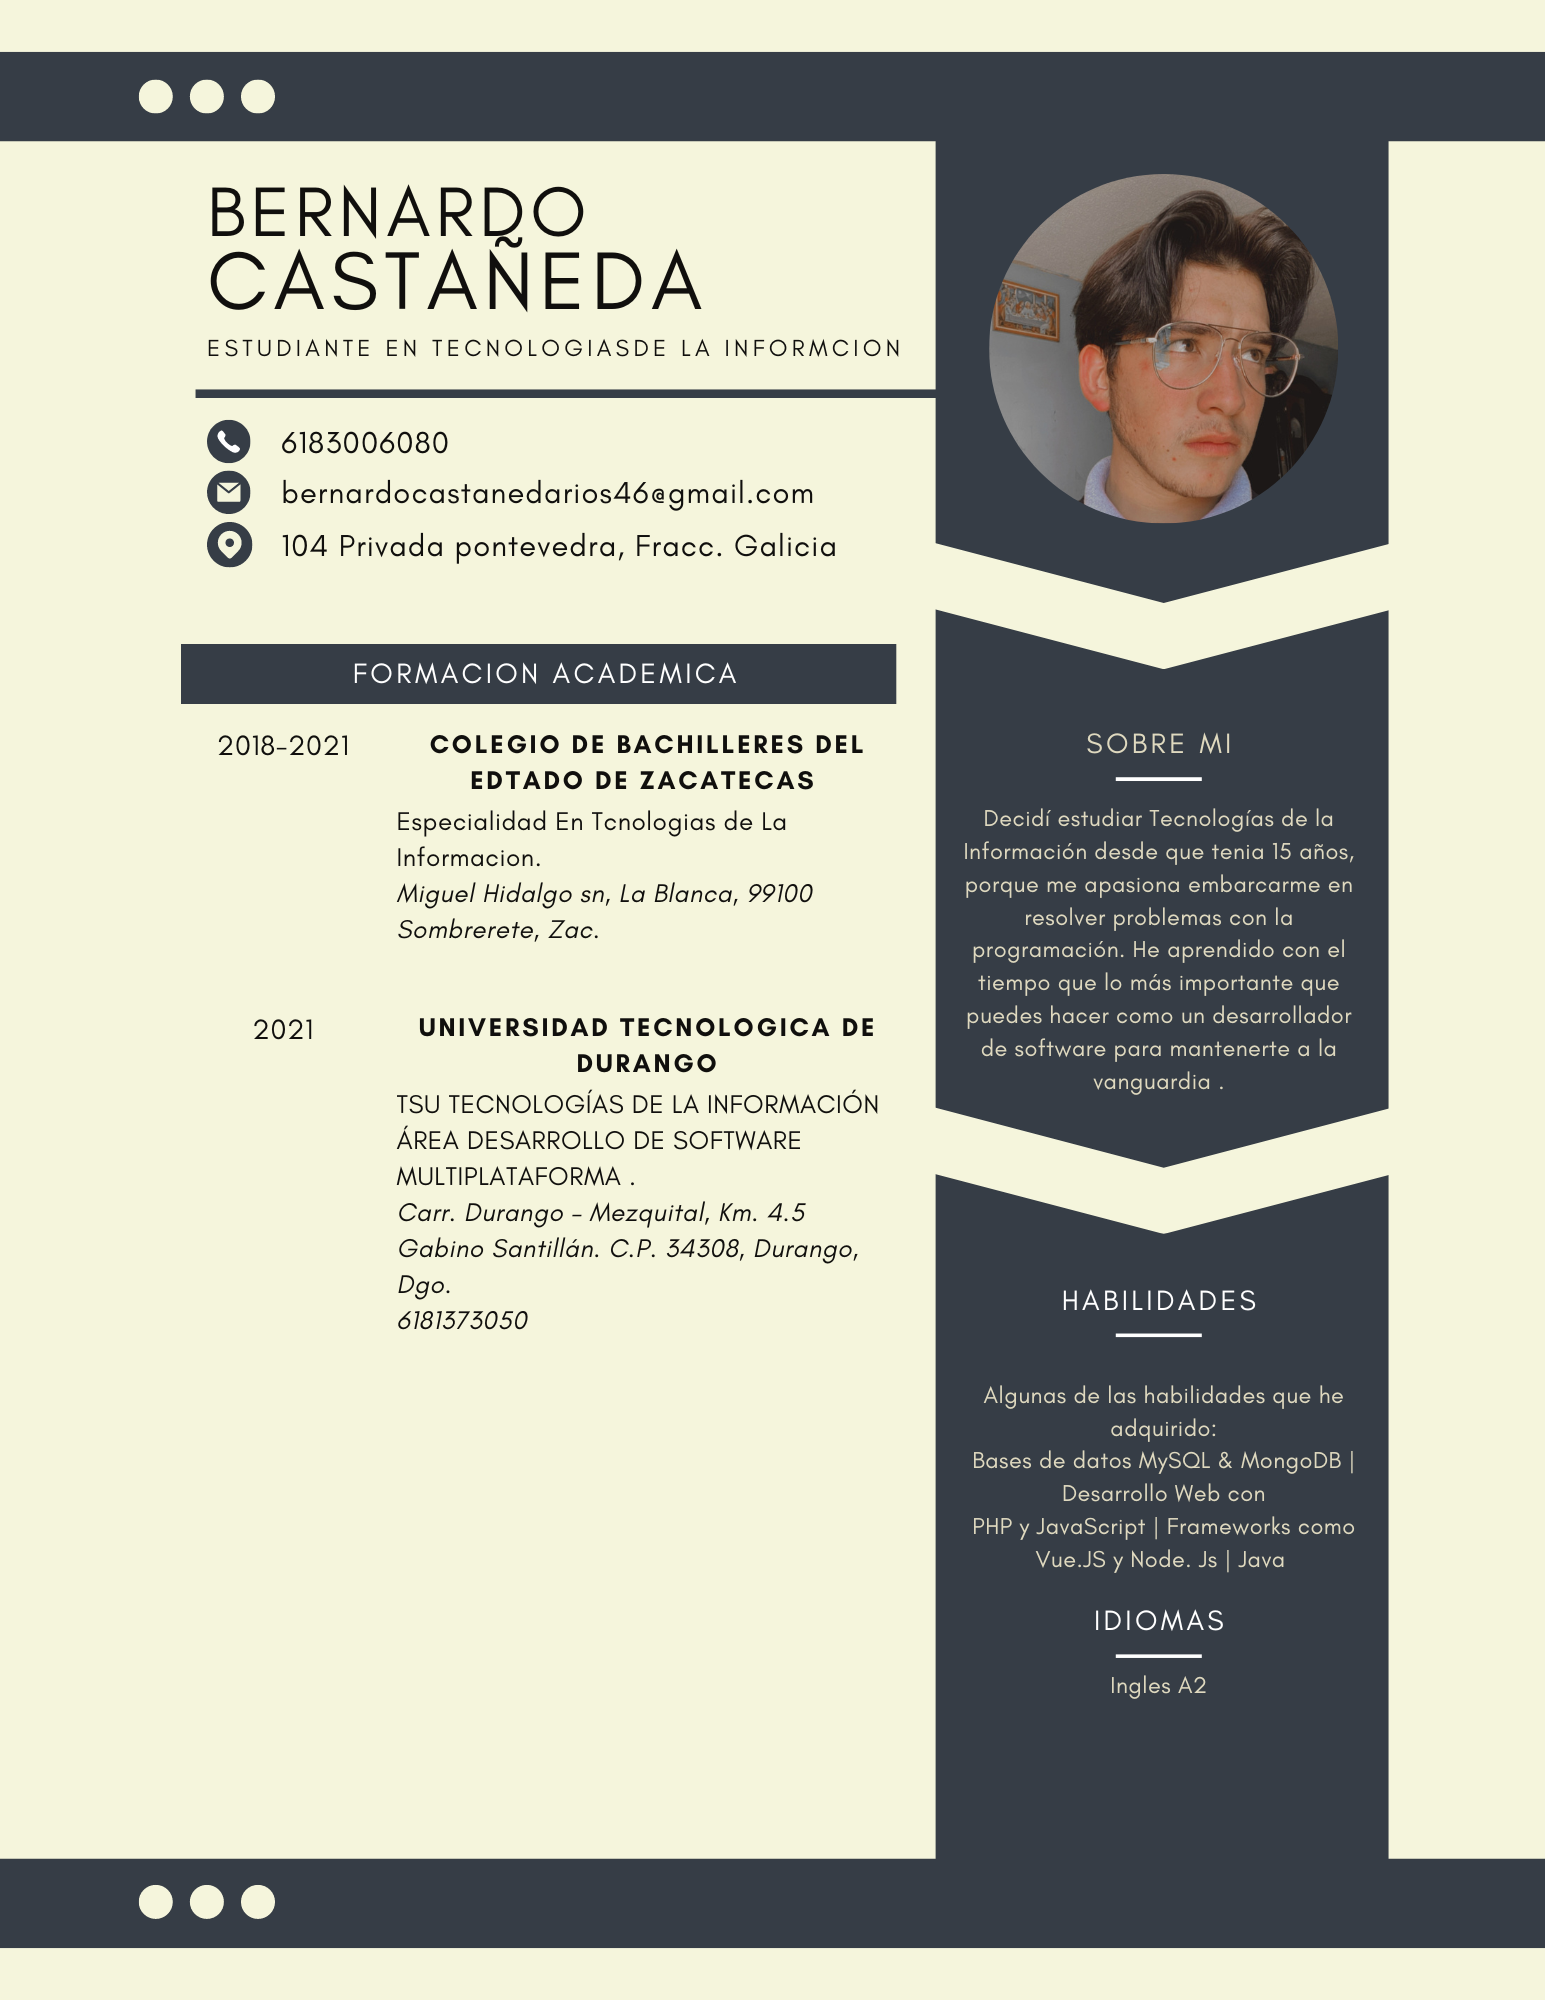 BERNARDO
CASTAÑEDA
ESTUDIANTE EN TECNOLOGIASDE LA INFORMCION
6183006080
bernardocastanedarios46@gmail.com
104 Privada pontevedra, Fracc. Galicia
FORMACION ACADEMICA
2018-2021
COLEGIO DE BACHILLERES DEL
EDTADO DE ZACATECAS
Especialidad En Tcnologias de La
Informacion.
Miguel Hidalgo sn, La Blanca, 99100
Sombrerete, Zac.
2021
UNIVERSIDAD TECNOLOGICA DE
DURANGO
TSU TECNOLOGÍAS DE LA INFORMACIÓN
ÁREA DESARROLLO DE SOFTWARE
MULTIPLATAFORMA .
Carr. Durango - Mezquital, Km. 4.5
Gabino Santillán. C.P. 34308, Durango,
Dgo.
6181373050
SOBRE MI
Decidí estudiar Tecnologías de la
Información desde que tenia 15 años,
porque me apasiona embarcarme en
resolver problemas con la
programación. He aprendido con el
tiempo que lo más importante que
puedes hacer como un desarrollador
de software para mantenerte a la
vanguardia .
HABILIDADES
Algunas de las habilidades que he
adquirido:
Bases de datos MySQL & MongoDB |
Desarrollo Web con
PHP y JavaScript | Frameworks como
Vue.JS y Node. Js | Java
IDIOMAS
Ingles A2